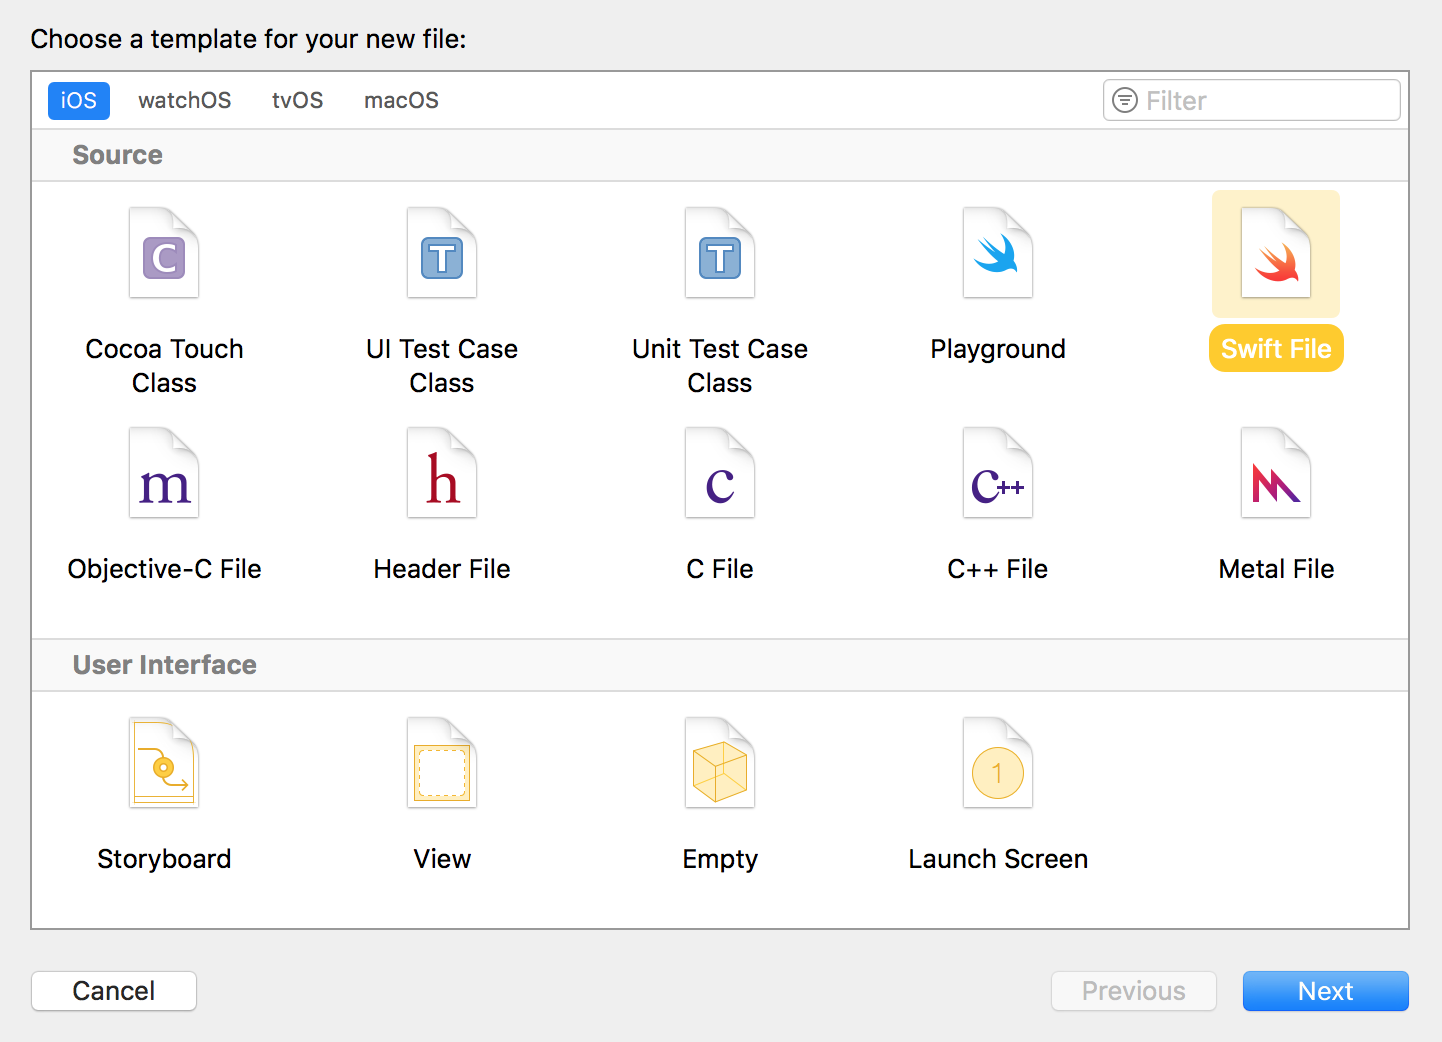 Choose a template for your new file:
iOS watchOS tvOS macOS Filter
Source
C T T
Cocoa Touch Class
UI Test Case Class
Unit Test Case Class
Playground
Swift File
m h c C++
Objective-C File
Header File
C File
C++ File
Metal File
User Interface
1
Storyboard
View
Empty
Launch Screen
Cancel Previous Next